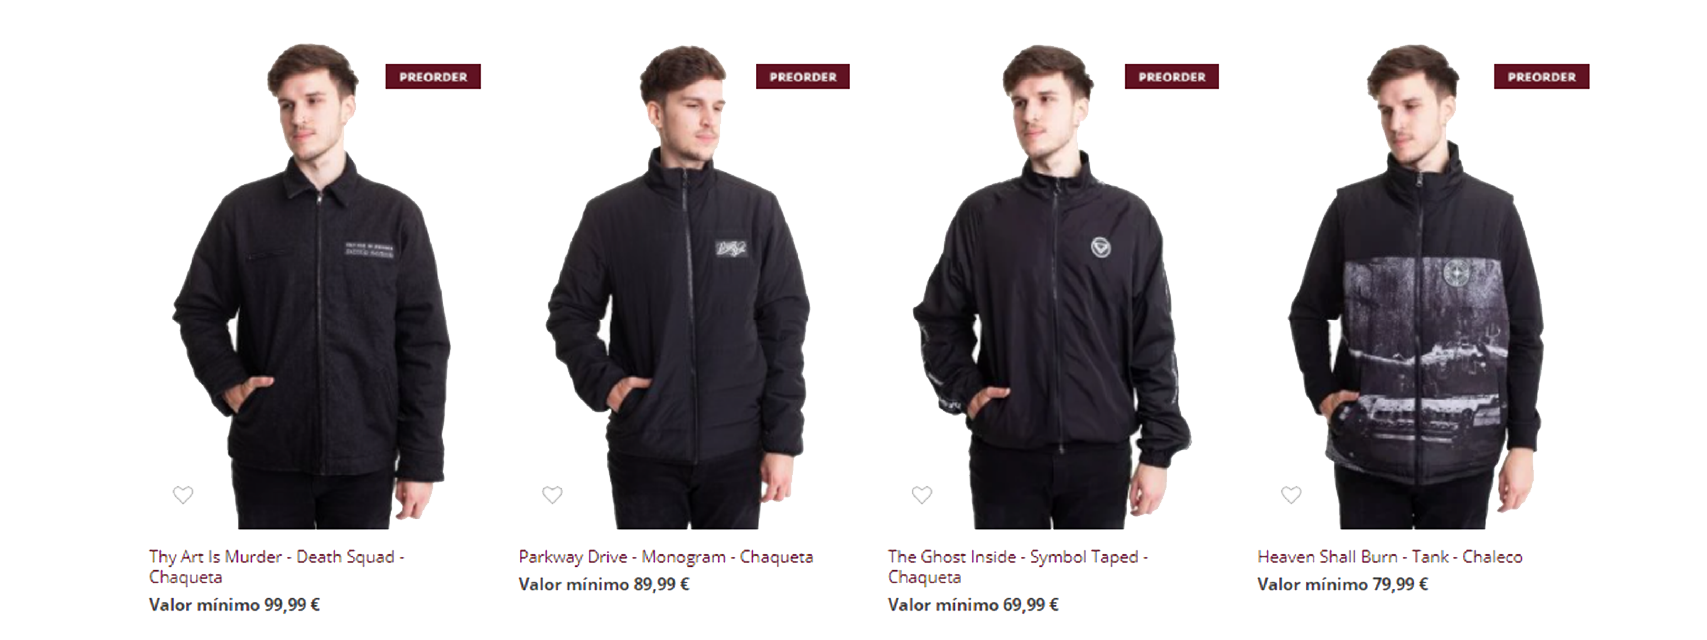 PREORDER
PREORDER
PREORDER
PREORDER
Thy Art Is Murder - Death Squad -
Chaqueta
Valor mínimo 99,99 €
Parkway Drive - Monogram - Chaqueta
Valor mínimo 89,99 €
The Ghost Inside - Symbol Taped -
Chaqueta
Valor mínimo 69,99 €
Heaven Shall Burn - Tank - Chaleco
Valor mínimo 79,99 €